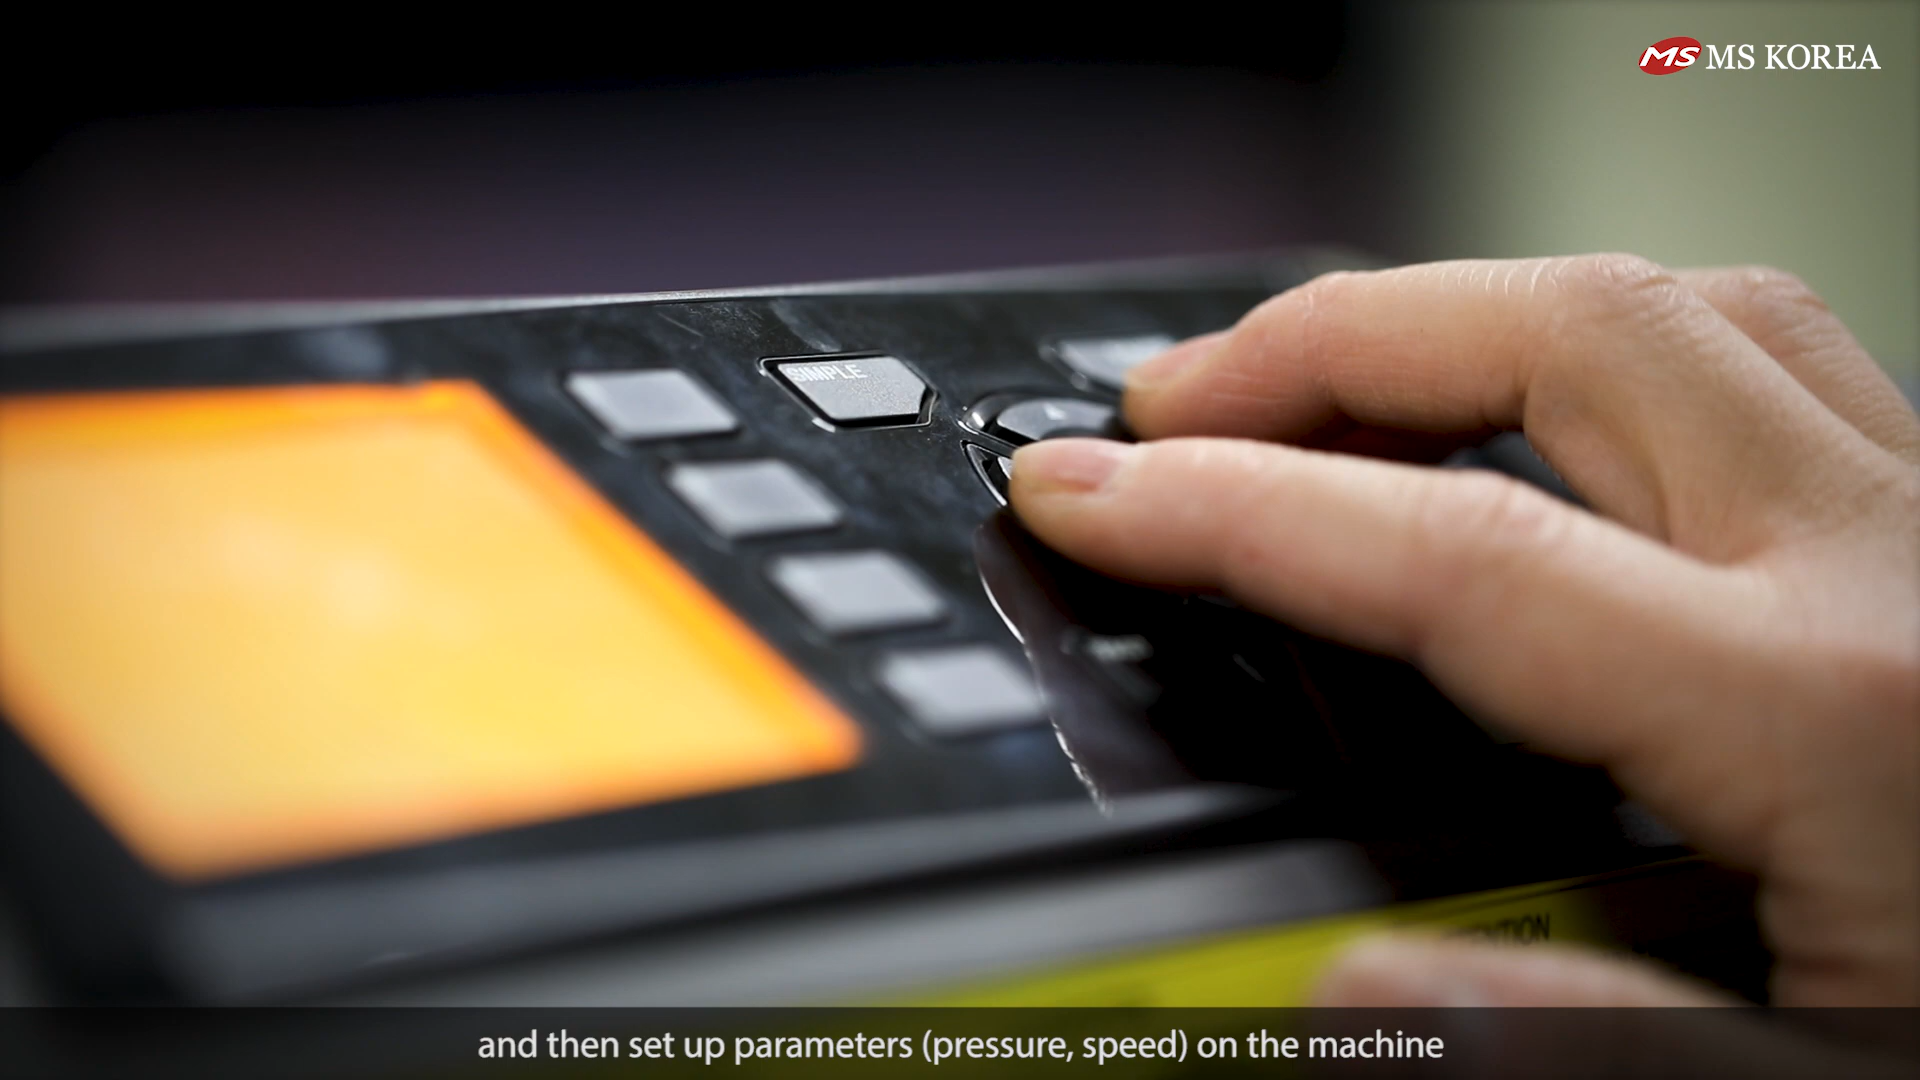 MS MS KOREA
SIMPLE
and then set up parameters (pressure, speed) on the machine